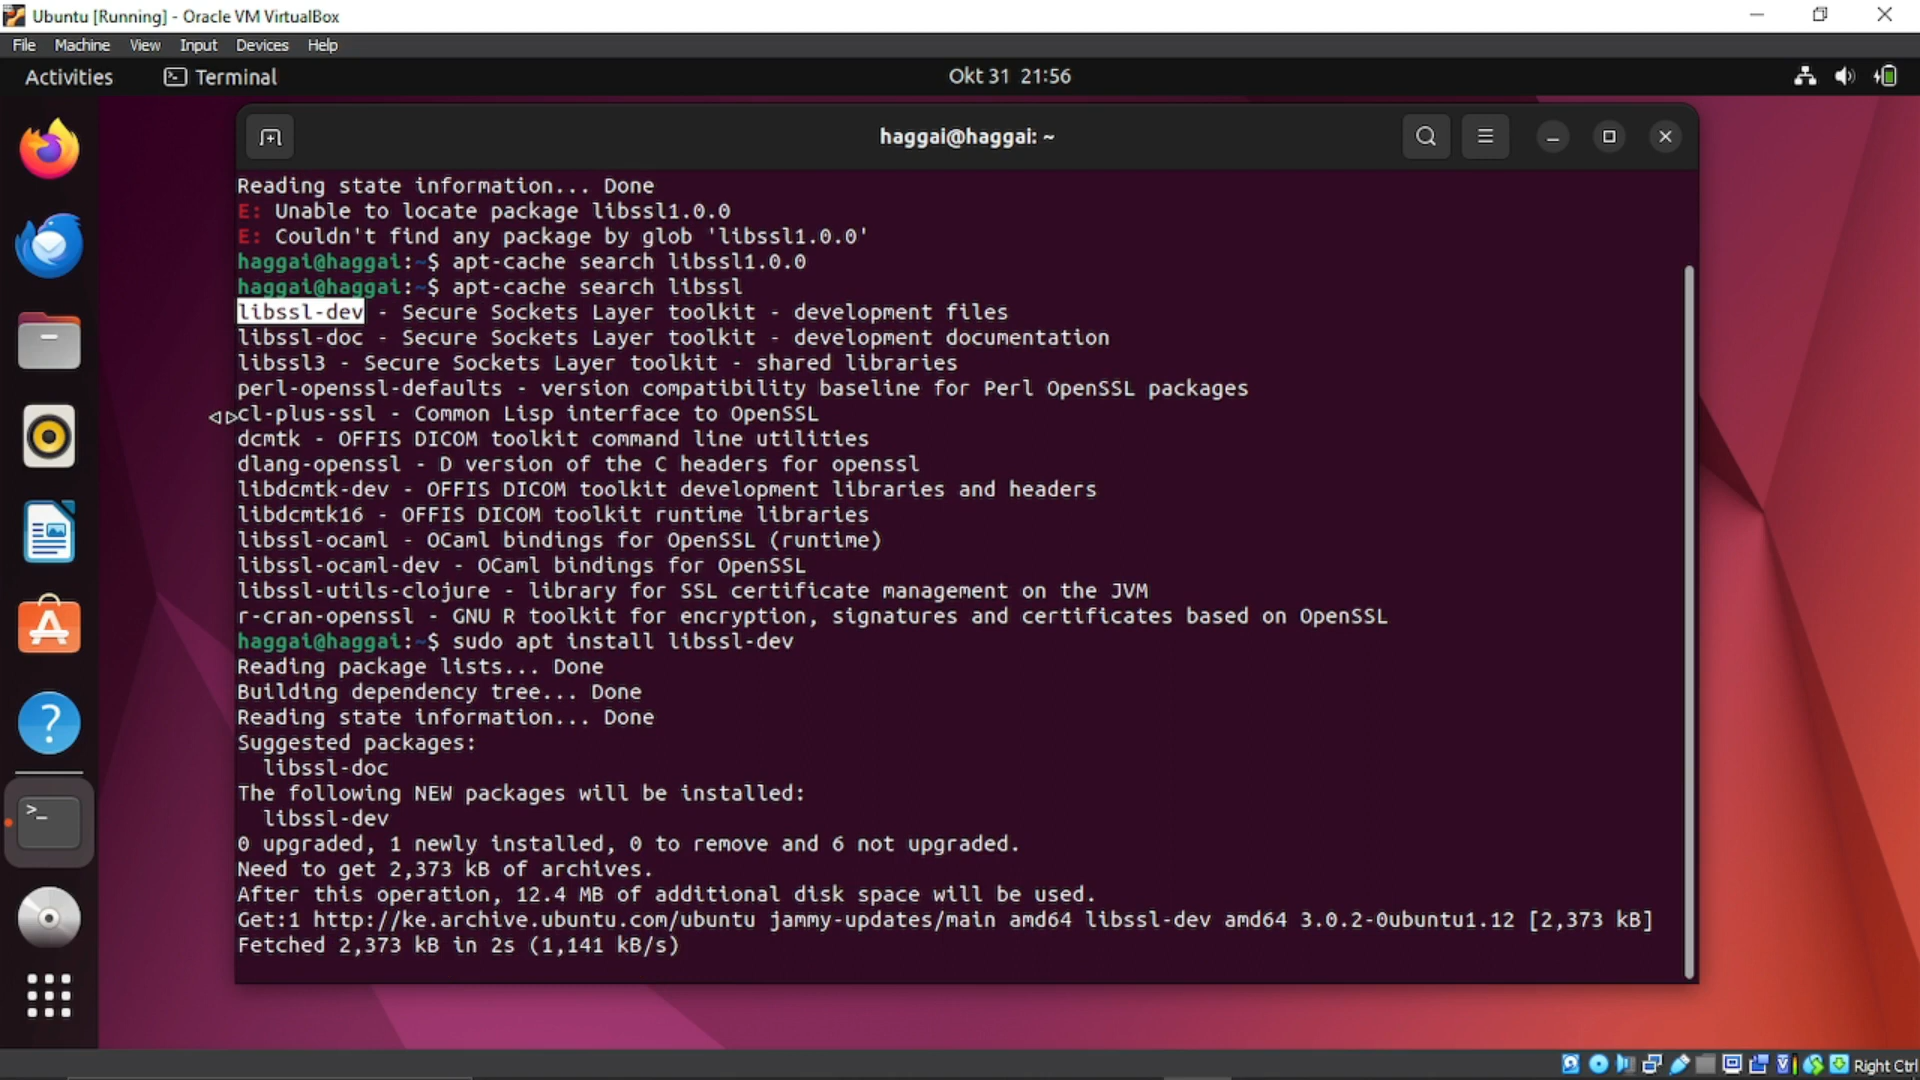 Ubuntu [Running] - Oracle VM VirtualBox
File Machine View Input Devices Help
Activities Terminal Okt 31 21:56
haggai@haggai: ~
Reading state information... Done
E: Unable to locate package libssl1.0.0
E: Couldn't find any package by glob 'libssl1.0.0'
haggai@haggai:~$ apt-cache search libssl1.0.0
haggai@haggai:~$ apt-cache search libssl
libssl-dev - Secure Sockets Layer toolkit - development files
libssl-doc - Secure Sockets Layer toolkit - development documentation
libssl3 - Secure Sockets Layer toolkit - shared libraries
perl-openssl-defaults - version compatibility baseline for Perl OpenSSL packages
cl-plus-ssl - Common Lisp interface to OpenSSL
dcmtk - OFFIS DICOM toolkit command line utilities
dlang-openssl - D version of the C headers for openssl
libdcmtk-dev - OFFIS DICOM toolkit development libraries and headers
libdcmtk16 - OFFIS DICOM toolkit runtime libraries
libssl-ocaml - OCaml bindings for OpenSSL (runtime)
libssl-ocaml-dev - OCaml bindings for OpenSSL
libssl-utils-clojure - library for SSL certificate management on the JVM
r-cran-openssl - GNU R toolkit for encryption, signatures and certificates based on OpenSSL
haggai@haggai:~$ sudo apt install libssl-dev
Reading package lists... Done
Building dependency tree... Done
Reading state information... Done
Suggested packages:
  libssl-doc
The following NEW packages will be installed:
  libssl-dev
0 upgraded, 1 newly installed, 0 to remove and 6 not upgraded.
Need to get 2,373 kB of archives.
After this operation, 12.4 MB of additional disk space will be used.
Get:1 http://ke.archive.ubuntu.com/ubuntu jammy-updates/main amd64 libssl-dev amd64 3.0.2-0ubuntu1.12 [2,373 kB]
Fetched 2,373 kB in 2s (1,141 kB/s)
Right Ctrl